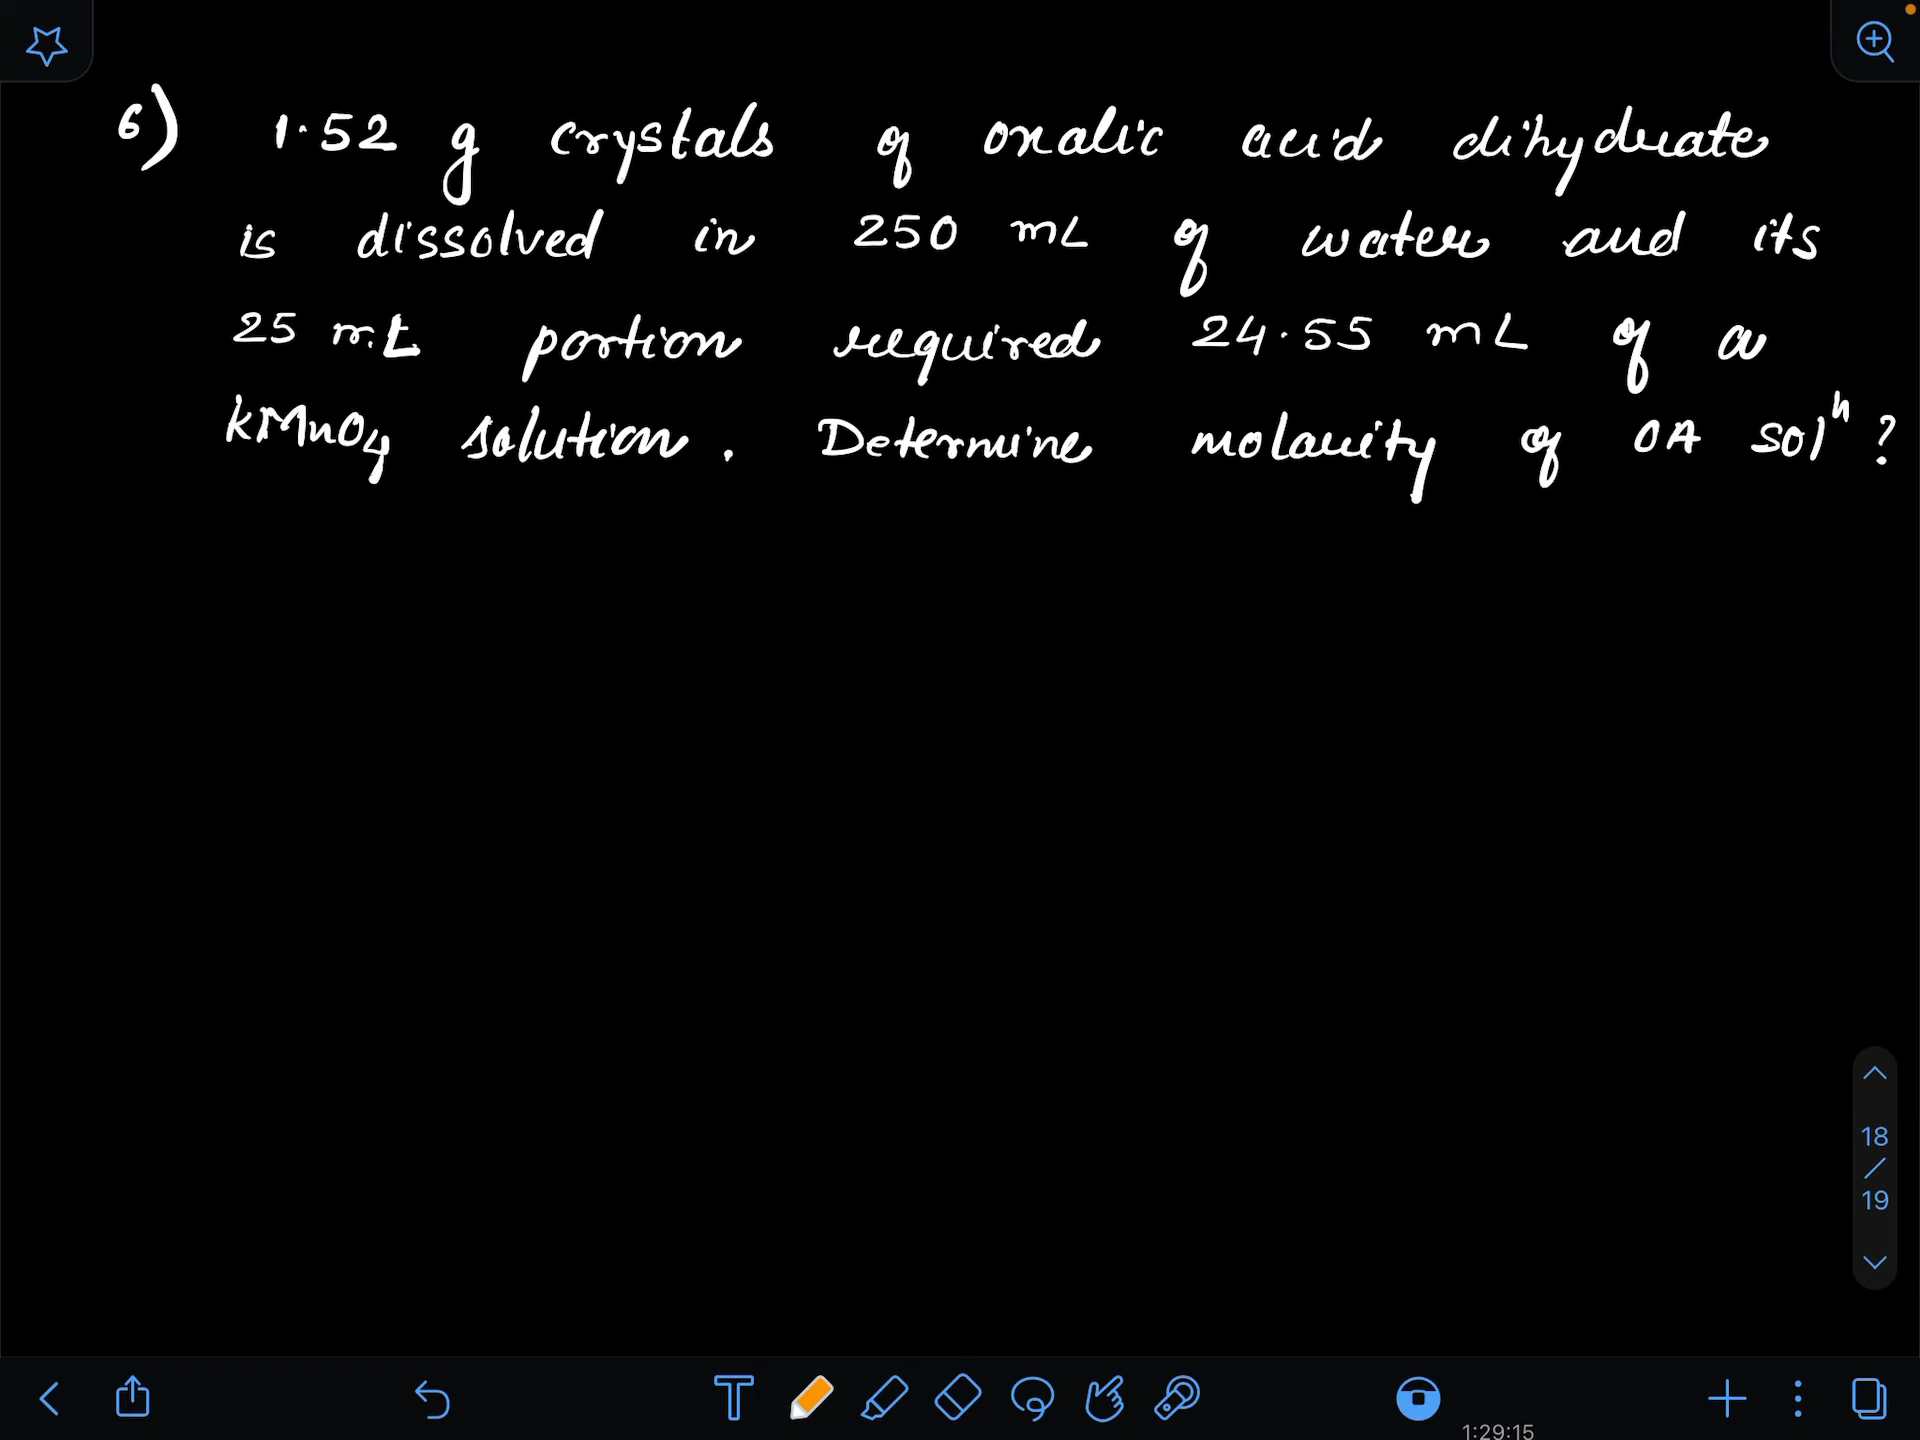 6) 1.52 g crystals of oxalic acid dihydrate
is dissolved in 250 mL of water and its
25 mL portion required 24.55 mL of a
KMnO4 solution. Determine molarity of OA solⁿ?
18
/
19
T
1:29:15